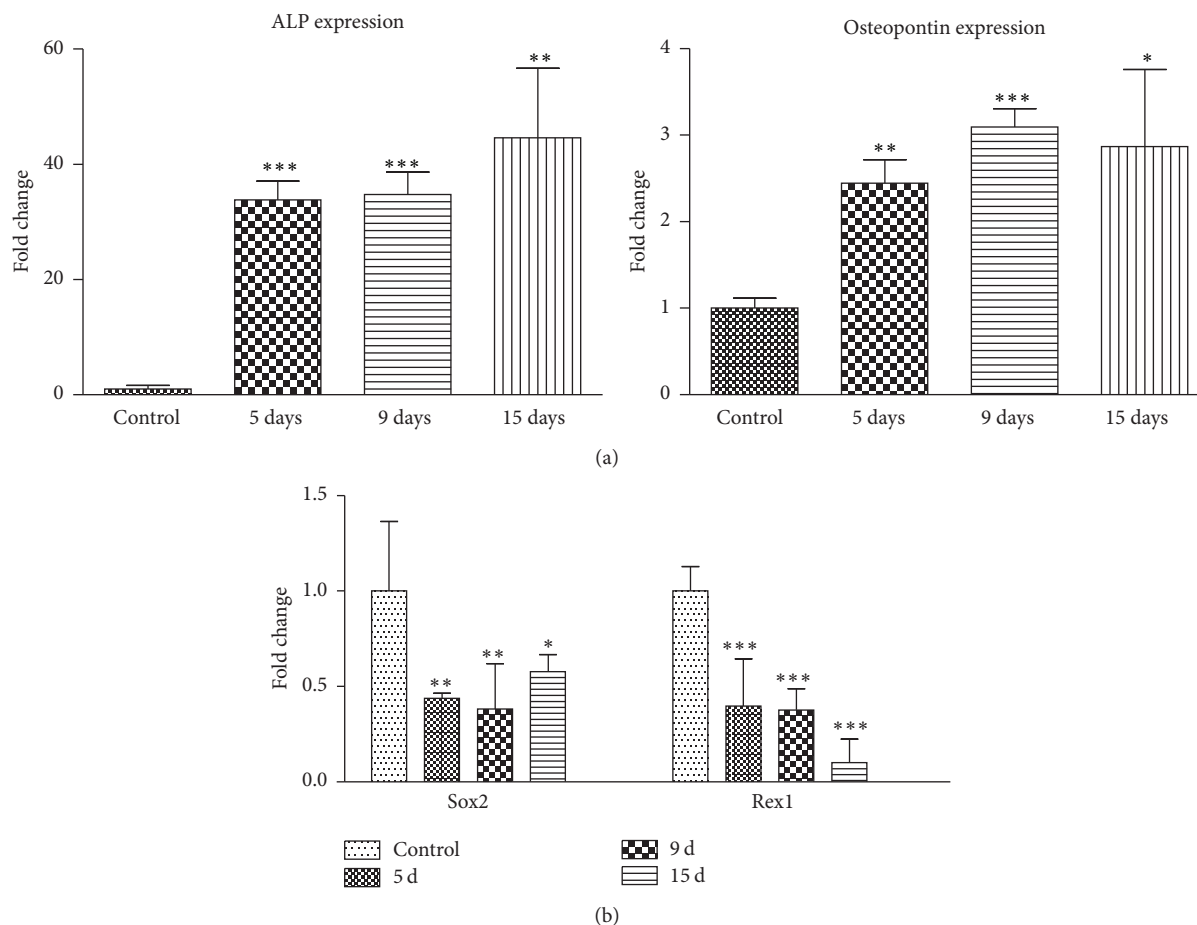 ALP expression
Fold change
60
40
20
0
***
***
**
Control 5 days 9 days 15 days
Osteopontin expression
Fold change
4
3
2
1
0
**
***
*
Control 5 days 9 days 15 days
(a)
Fold change
1.5
1.0
0.5
0.0
**
**
*
***
***
***
Sox2 Rex1
Control 9 d
5 d 15 d
(b)